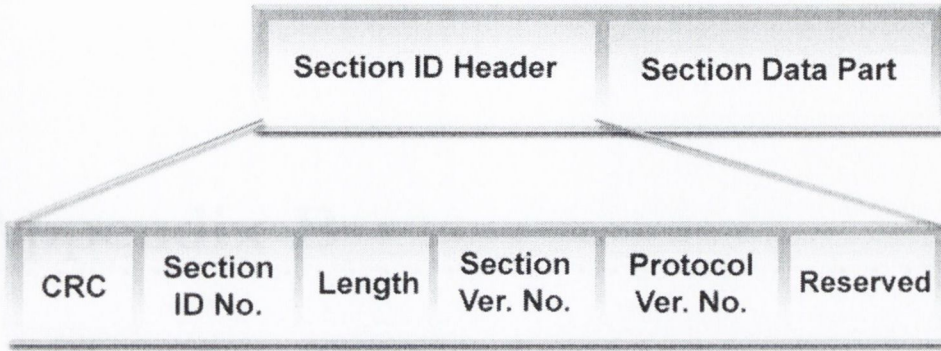 Section ID Header
Section Data Part
CRC
Section
ID No.
Length
Section
Ver. No.
Protocol
Ver. No.
Reserved